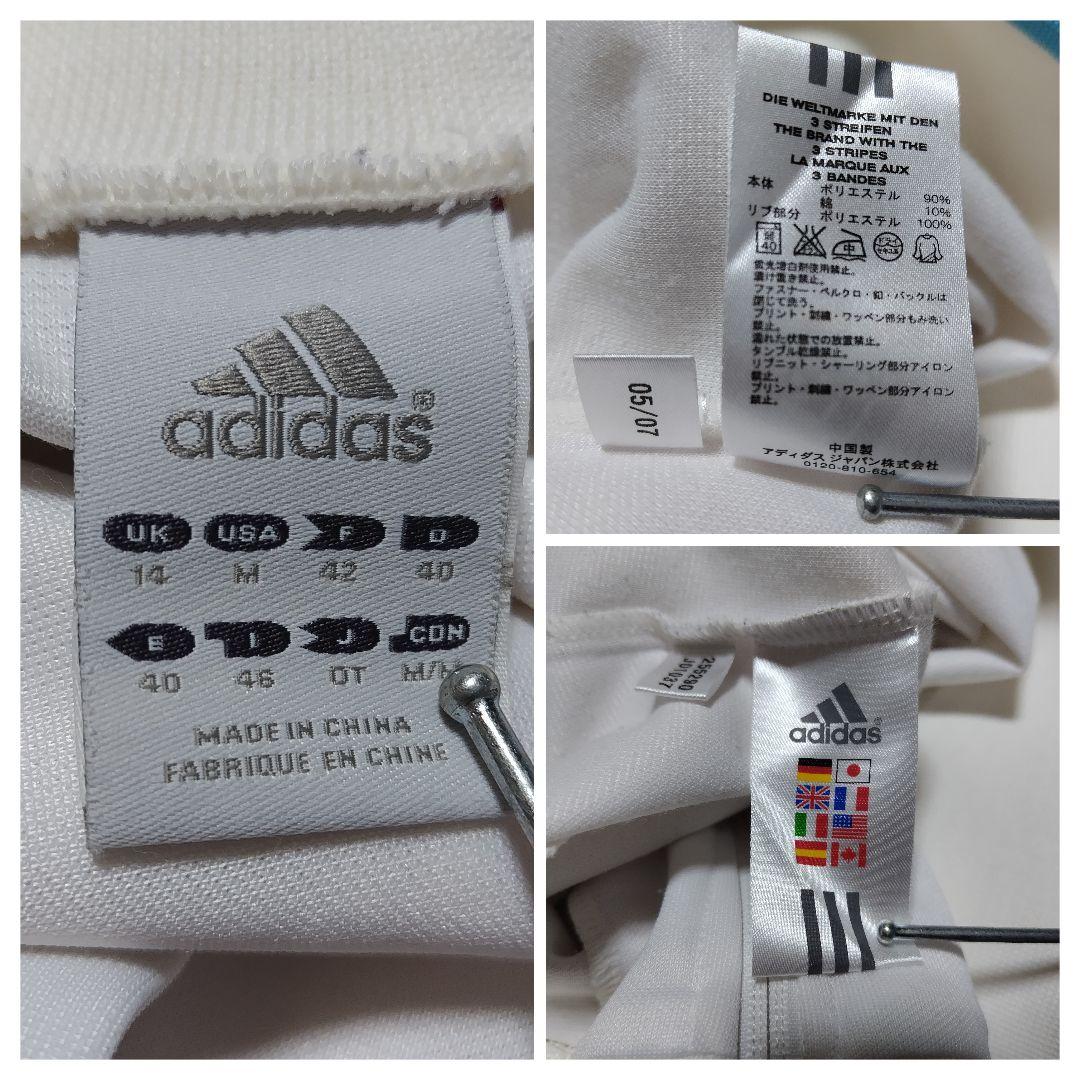 adidas®
UK USA F D
14 M 42 40
E I J CDN
40 46 OT M/M
MADE IN CHINA
FABRIQUE EN CHINE
DIE WELTMARKE MIT DEN
3 STREIFEN
THE BRAND WITH THE
3 STRIPES
LA MARQUE AUX
3 BANDES
本体 ポリエステル 90%
綿 10%
リブ部分 ポリエステル 100%
40 中
蛍光増白剤使用禁止。
漬け置き禁止。
ファスナー・ベルクロ・釦・バックルは
閉じて洗う。
プリント・刺繍・ワッペン部分もみ洗い
禁止。
濡れた状態での放置禁止。
タンブル乾燥禁止。
リブニット・シャーリング部分アイロン
禁止。
プリント・刺繍・ワッペン部分アイロン
禁止。
中国製
アディダス ジャパン株式会社
0120-810-654
05/07
255290
J01037
adidas®